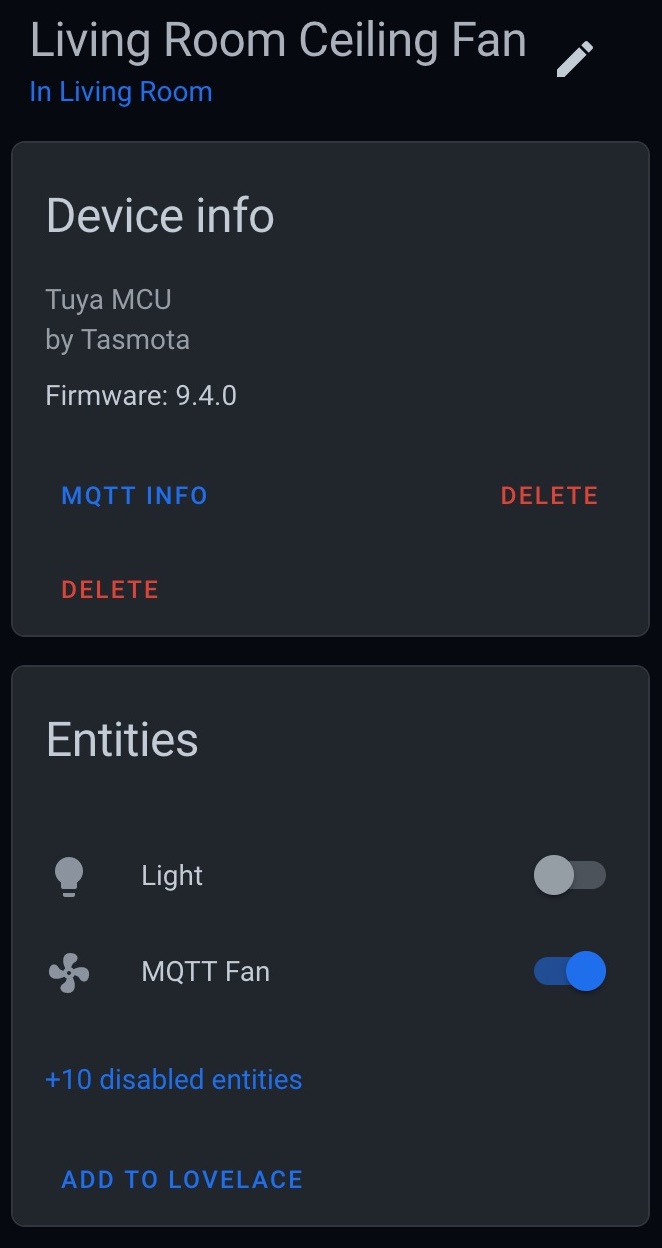 Living Room Ceiling Fan
In Living Room
Device info
Tuya MCU
by Tasmota
Firmware: 9.4.0
MQTT INFO DELETE
DELETE
Entities
Light
MQTT Fan
+10 disabled entities
ADD TO LOVELACE